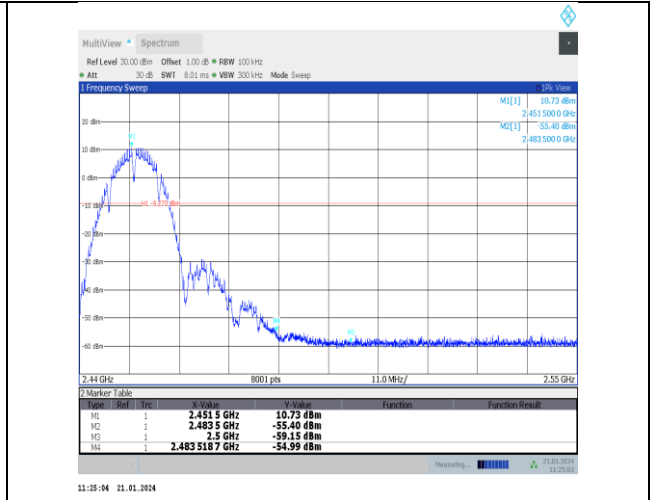 MultiView Spectrum
Ref Level 30.00 dBm Offset 1.00 dB RBW 100 kHz
Att 30 dB SWT 8.01 ms VBW 300 kHz Mode Sweep
1 Frequency Sweep 1Pk View
M1[1] 10.73 dBm
2.451 500 0 GHz
M2[1] -55.40 dBm
2.483 500 0 GHz
20 dBm
M1
10 dBm
0 dBm
-10 dBm
H1 -9.270 dBm
-20 dBm
-30 dBm
-40 dBm
-50 dBm
M3
-60 dBm
2.44 GHz 8001 pts 11.0 MHz/ 2.55 GHz
2 Marker Table
Type Ref Trc X-Value Y-Value Function Function Result
M1 1 2.451 5 GHz 10.73 dBm
M2 1 2.483 5 GHz -55.40 dBm
M3 1 2.5 GHz -59.15 dBm
M4 1 2.483 518 7 GHz -54.99 dBm
Measuring... 21.01.2024
11:25:03
11:25:04 21.01.2024